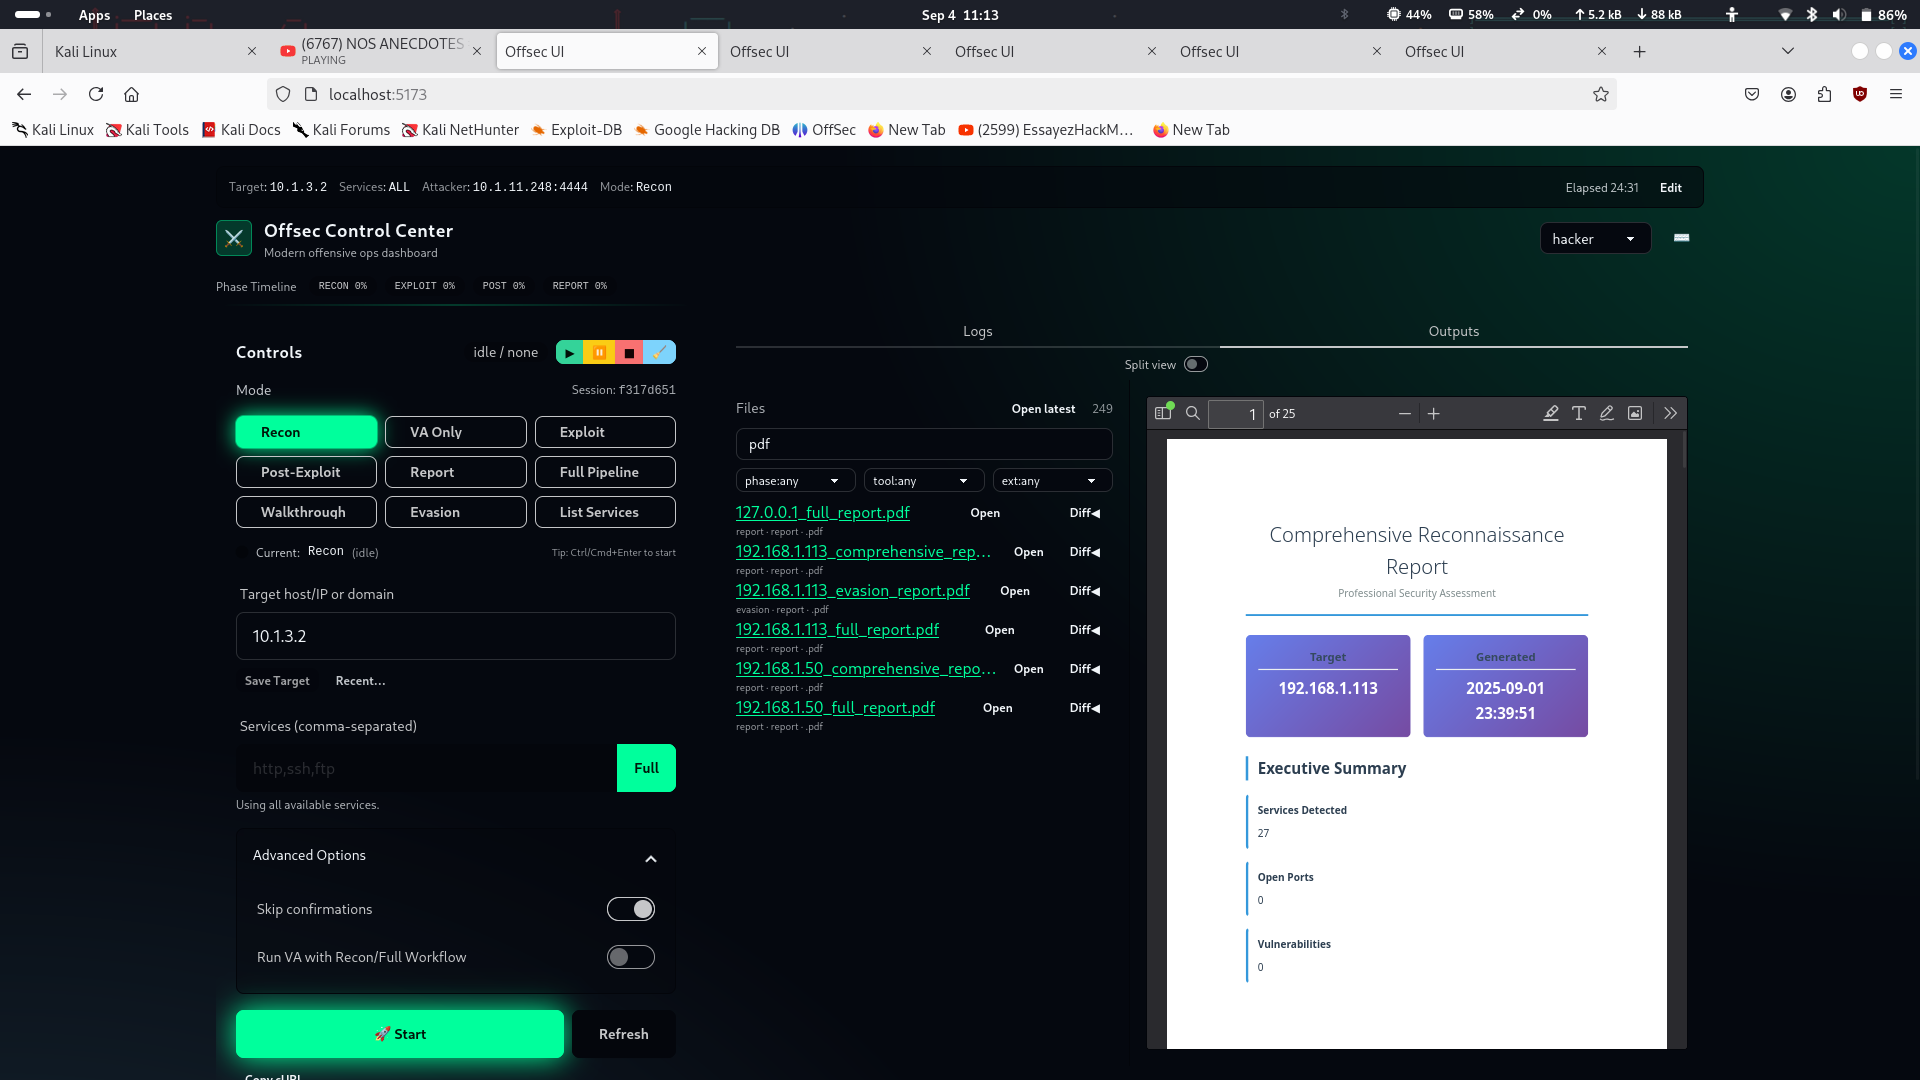 Apps Places Sep 4 11:13 44% 58% 0% 5.2 kB 88 kB 86%
Kali Linux
(6767) NOS ANECDOTES
PLAYING
Offsec UI Offsec UI Offsec UI Offsec UI Offsec UI
localhost:5173
Kali Linux Kali Tools Kali Docs Kali Forums Kali NetHunter Exploit-DB Google Hacking DB OffSec New Tab (2599) EssayezHackM… New Tab
Target: 10.1.3.2 Services: ALL Attacker: 10.1.11.248:4444 Mode: Recon Elapsed 24:31 Edit
Offsec Control Center
Modern offensive ops dashboard
hacker
Phase Timeline RECON 0% EXPLOIT 0% POST 0% REPORT 0%
Controls idle / none
Mode Session: f317d651
Recon VA Only Exploit
Post-Exploit Report Full Pipeline
Walkthrough Evasion List Services
Current: Recon (idle) Tip: Ctrl/Cmd+Enter to start
Target host/IP or domain
10.1.3.2
Save Target Recent...
Services (comma-separated)
http,ssh,ftp Full
Using all available services.
Advanced Options
Skip confirmations
Run VA with Recon/Full Workflow
🚀 Start Refresh
Copy cURL
Logs Outputs
Split view
Files Open latest 249
pdf
phase:any tool:any ext:any
127.0.0.1_full_report.pdf Open Diff◀
report · report · .pdf
192.168.1.113_comprehensive_rep… Open Diff◀
report · report · .pdf
192.168.1.113_evasion_report.pdf Open Diff◀
evasion · report · .pdf
192.168.1.113_full_report.pdf Open Diff◀
report · report · .pdf
192.168.1.50_comprehensive_repo… Open Diff◀
report · report · .pdf
192.168.1.50_full_report.pdf Open Diff◀
report · report · .pdf
1 of 25
Comprehensive Reconnaissance
Report
Professional Security Assessment
Target
192.168.1.113
Generated
2025-09-01
23:39:51
Executive Summary
Services Detected
27
Open Ports
0
Vulnerabilities
0